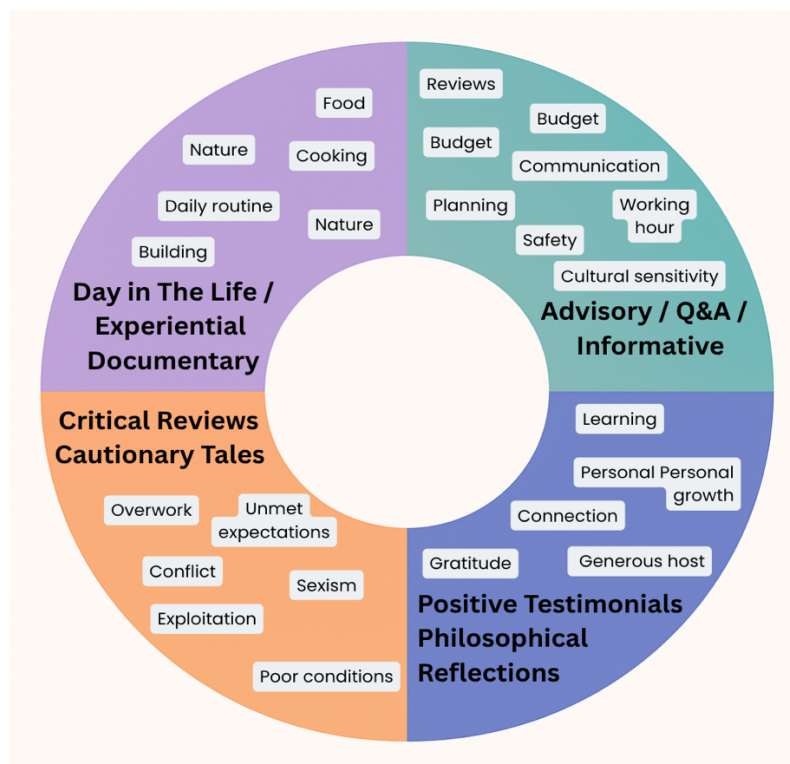 Food
Nature
Cooking
Daily routine
Nature
Building
Day in The Life /
Experiential
Documentary
Reviews
Budget
Budget
Communication
Planning
Working
hour
Safety
Cultural sensitivity
Advisory / Q&A /
Informative
Critical Reviews
Cautionary Tales
Overwork
Unmet
expectations
Conflict
Sexism
Exploitation
Poor conditions
Learning
Personal Personal
growth
Connection
Gratitude
Generous host
Positive Testimonials
Philosophical
Reflections